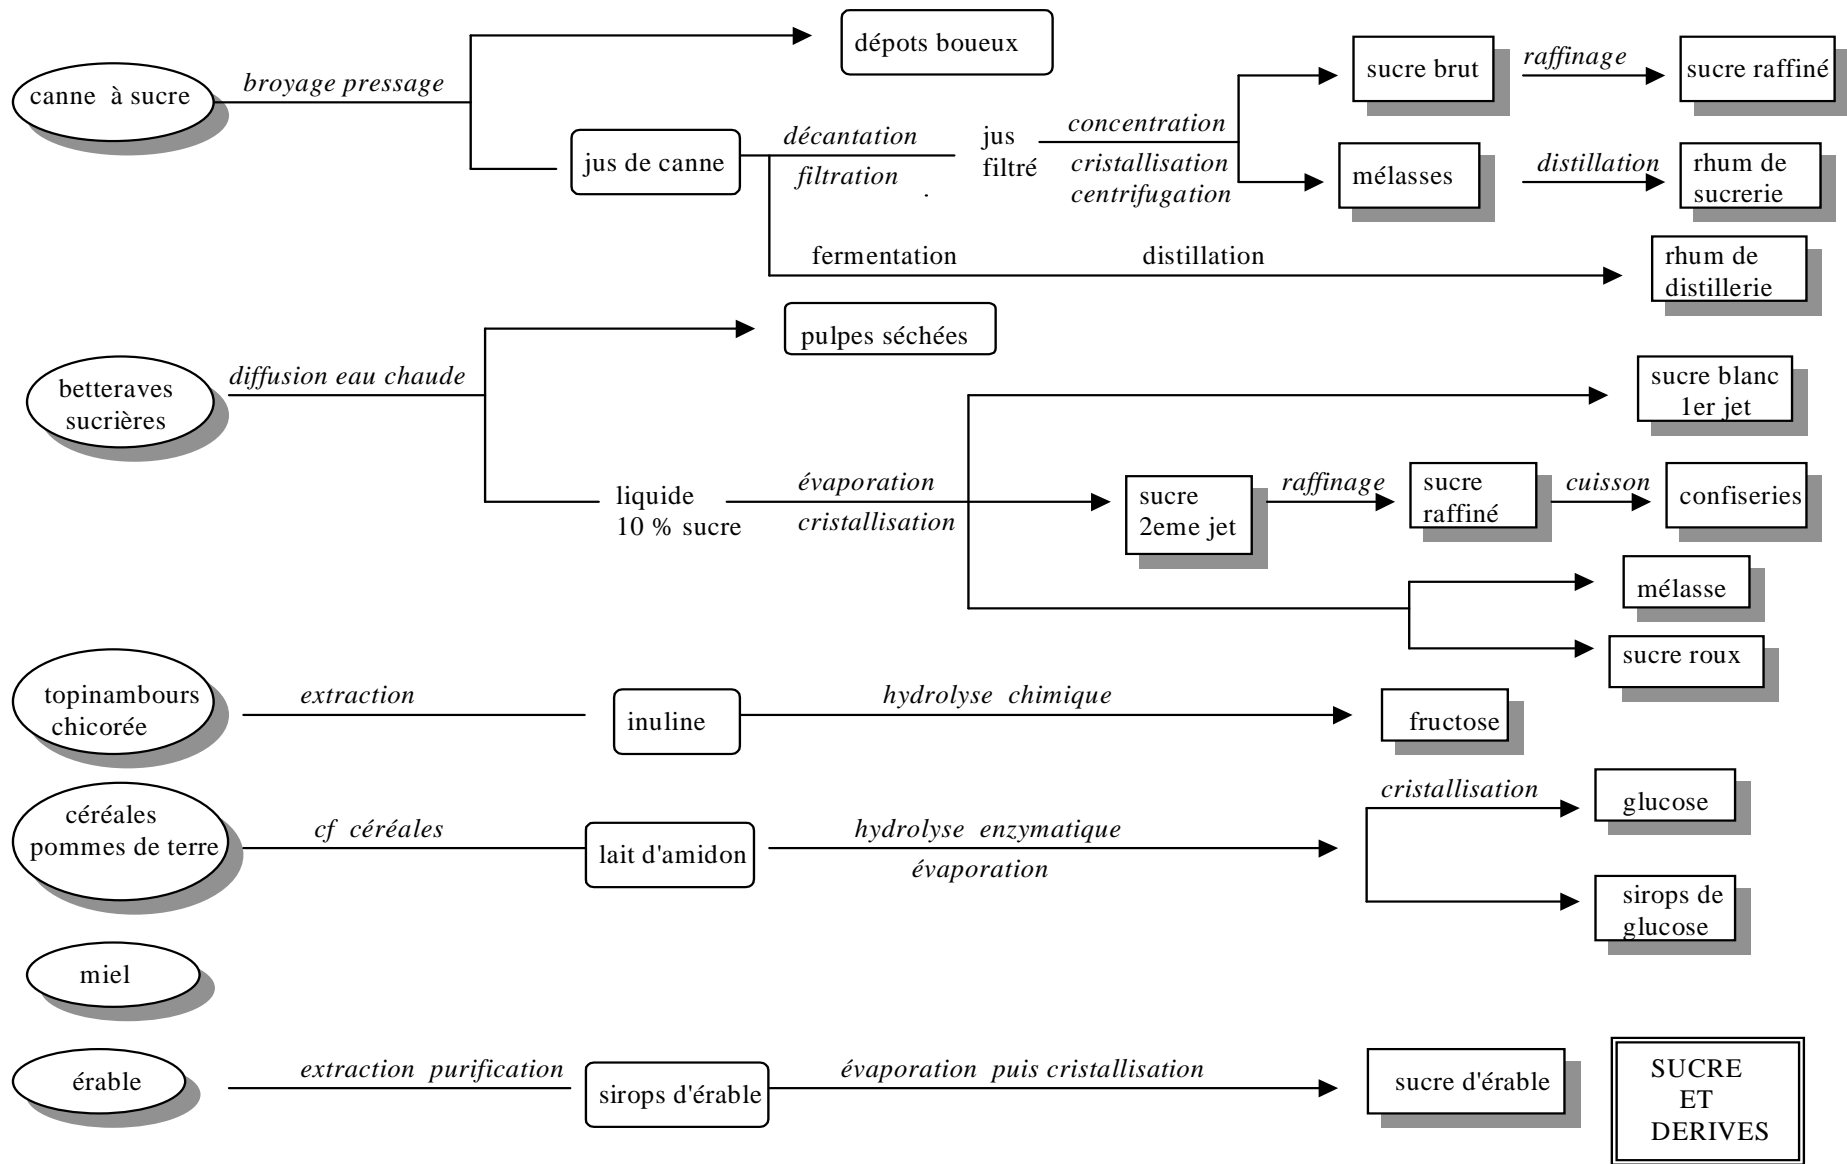 dépots boueux
canne à sucre
broyage pressage
sucre brut
raffinage
sucre raffiné
jus de canne
décantation
filtration
.
jus
filtré
concentration
cristallisation
centrifugation
mélasses
distillation
rhum de
sucrerie
fermentation
distillation
rhum de
distillerie
pulpes séchées
betteraves
sucrières
diffusion eau chaude
sucre blanc
1er jet
liquide
10 % sucre
évaporation
cristallisation
sucre
2eme jet
raffinage
sucre
raffiné
cuisson
confiseries
mélasse
sucre roux
topinambours
chicorée
extraction
inuline
hydrolyse chimique
fructose
céréales
pommes de terre
cf céréales
lait d'amidon
hydrolyse enzymatique
évaporation
cristallisation
glucose
sirops de
glucose
miel
érable
extraction purification
sirops d'érable
évaporation puis cristallisation
sucre d'érable
SUCRE
ET
DERIVES